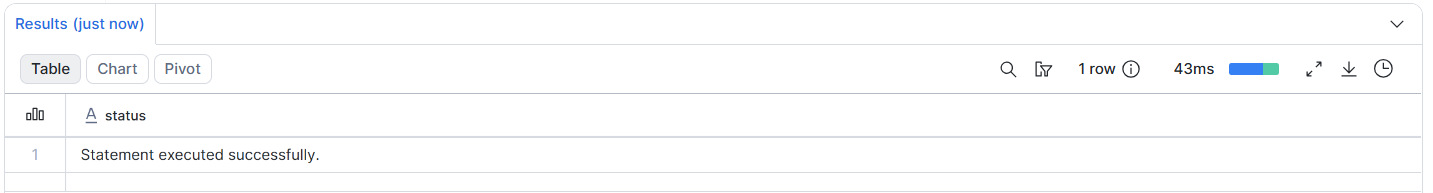 Results (just now)
Table Chart Pivot 1 row 43ms
A status
1 Statement executed successfully.